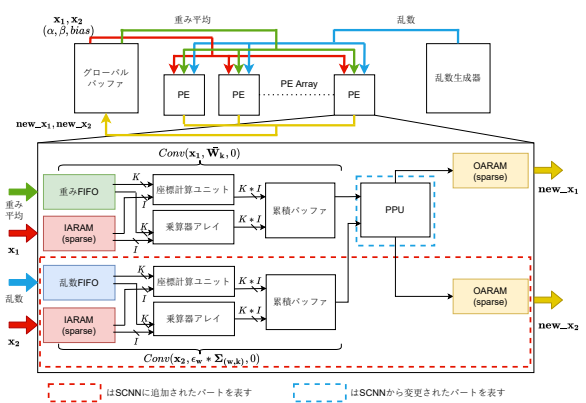 x₁, x₂
(α, β, bias)
重み平均
乱数
グローバル
バッファ
PE
PE
PE Array
PE
乱数生成器
new_x₁, new_x₂
Conv(x₁, W̄ₖ, 0)
重みFIFO
K
座標計算ユニット
K * I
累積バッファ
重み
平均
IARAM
(sparse)
K
I
乗算器アレイ
K * I
I
x₁
PPU
OARAM
(sparse)
new_x₁
乱数FIFO
K
座標計算ユニット
K * I
累積バッファ
乱数
IARAM
(sparse)
K
I
乗算器アレイ
K * I
I
x₂
OARAM
(sparse)
new_x₂
Conv(x₂, ϵ_w * Σ_(w,k), 0)
はSCNNに追加されたパートを表す
はSCNNから変更されたパートを表す